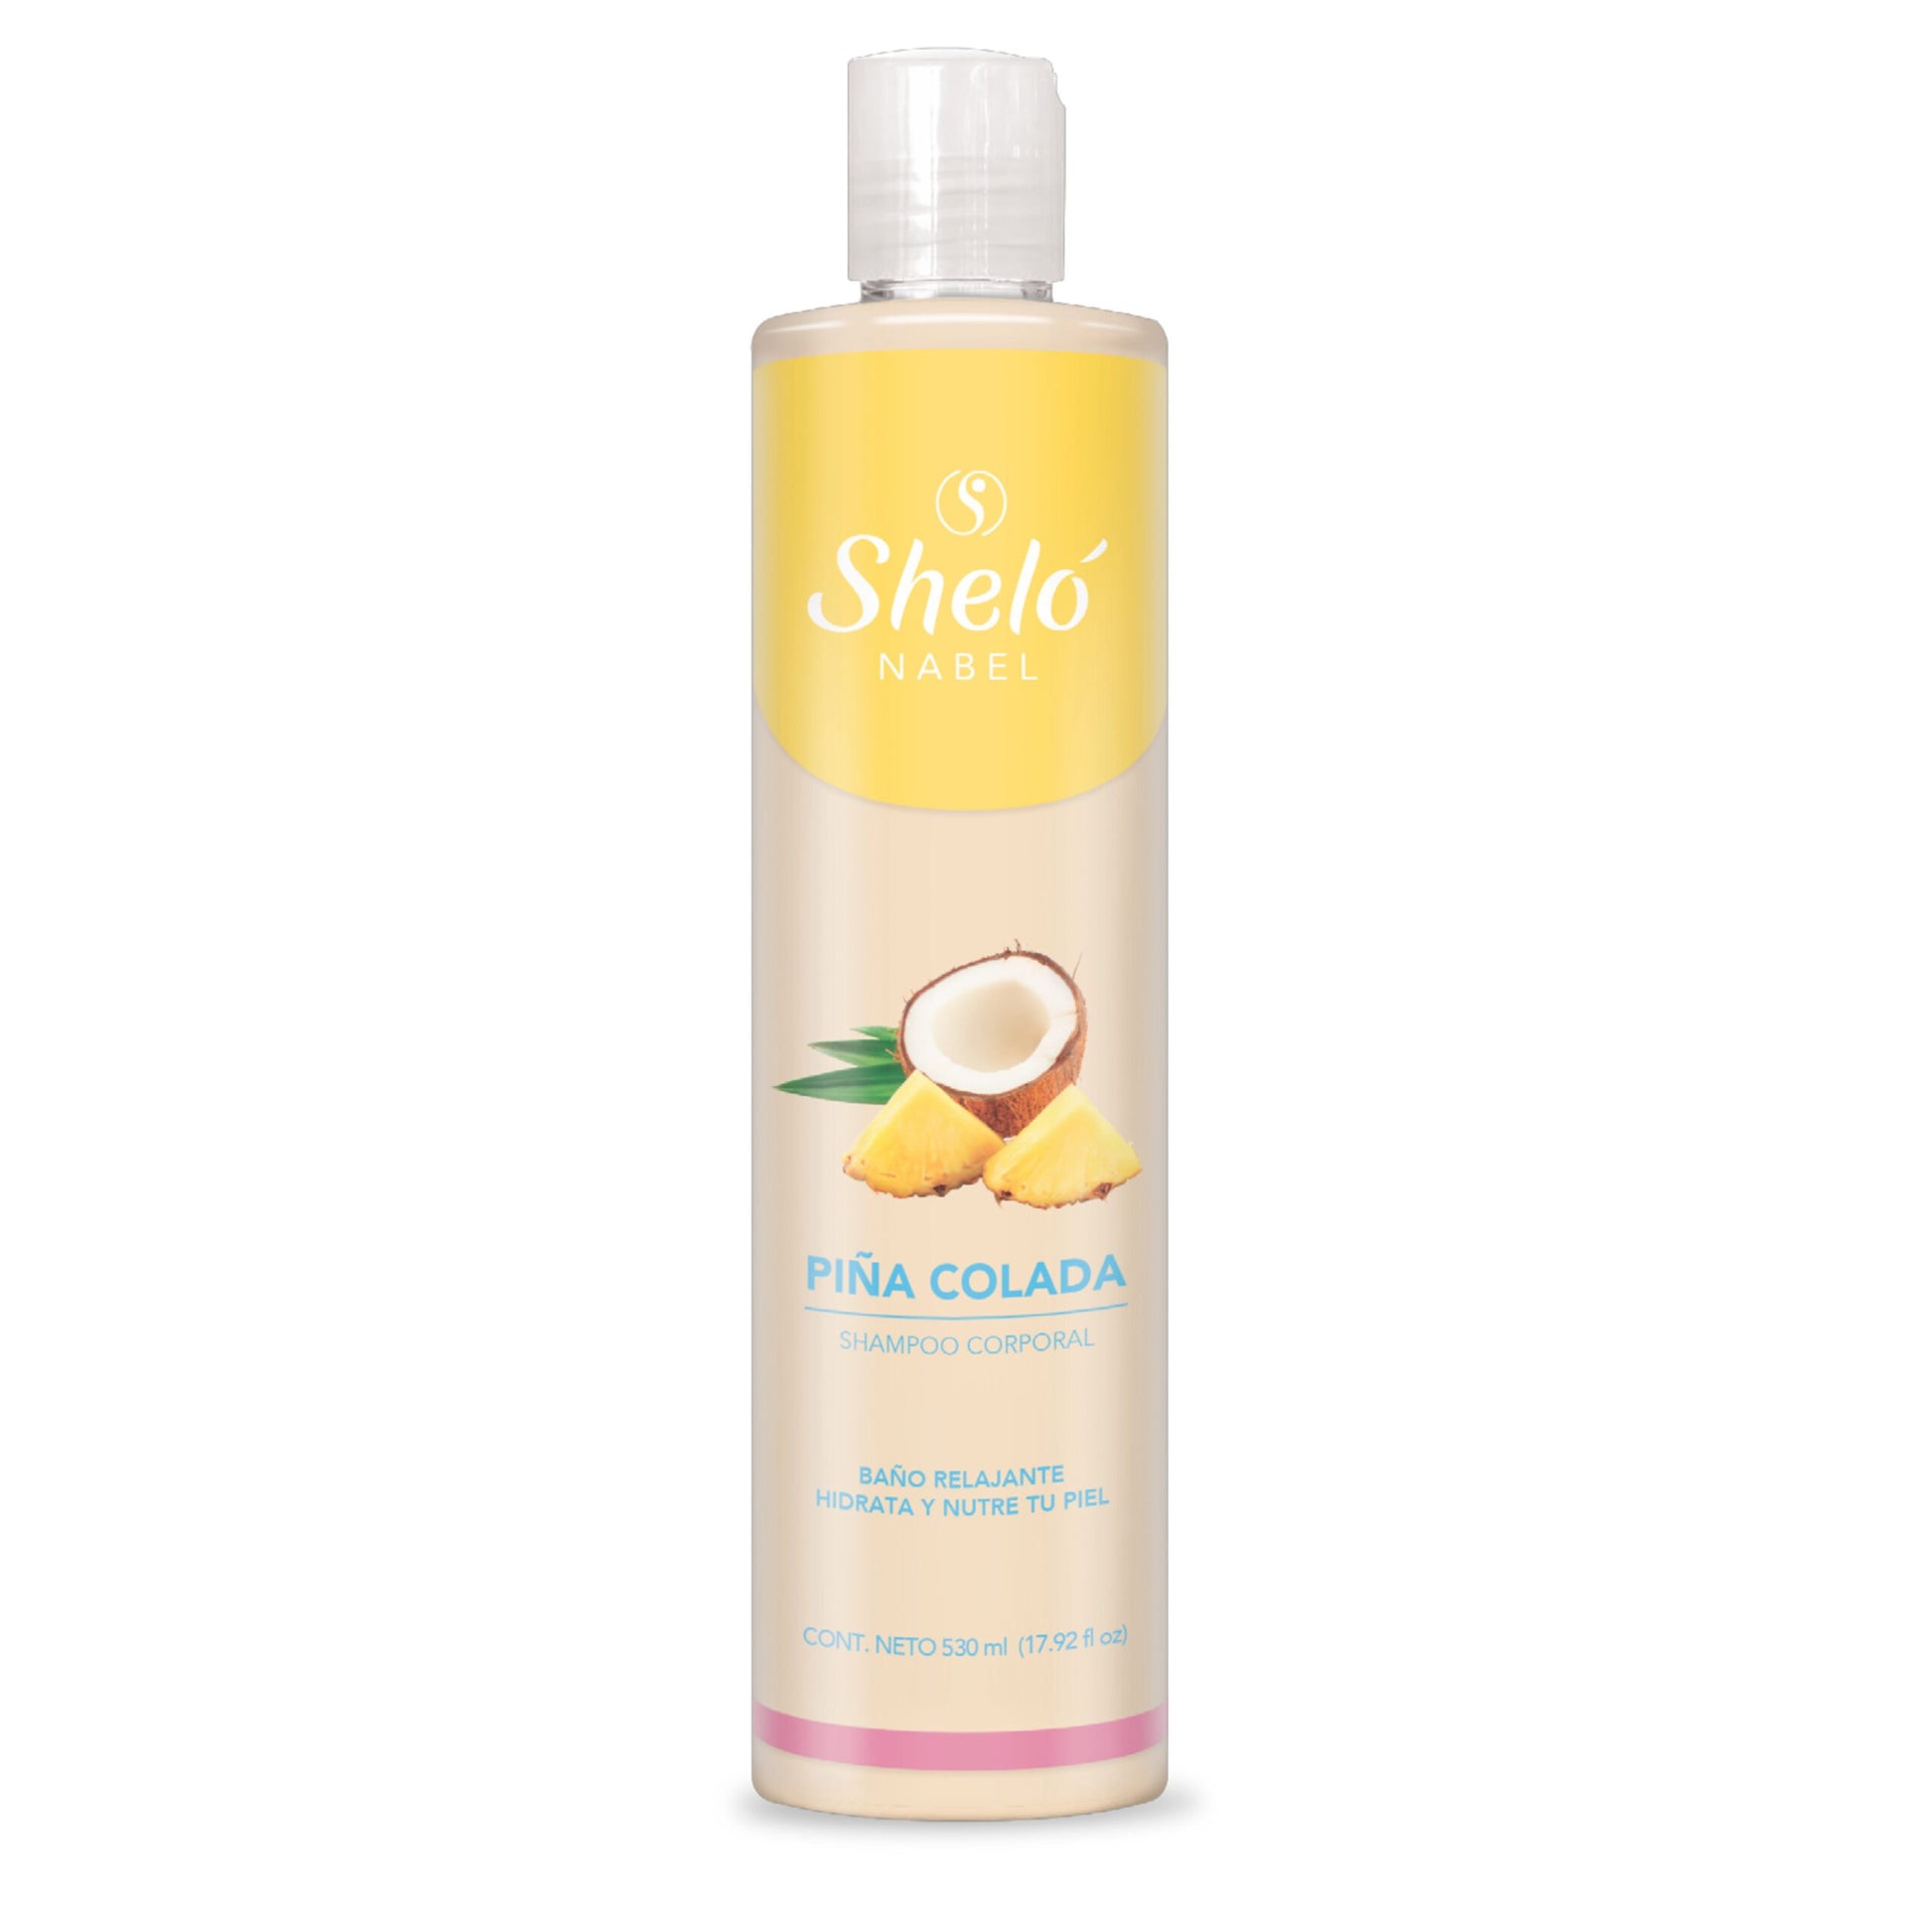 Sheló
NABEL
PIÑA COLADA
SHAMPOO CORPORAL
BAÑO RELAJANTE
HIDRATA Y NUTRE TU PIEL
CONT. NETO 530 ml (17.92 fl oz)